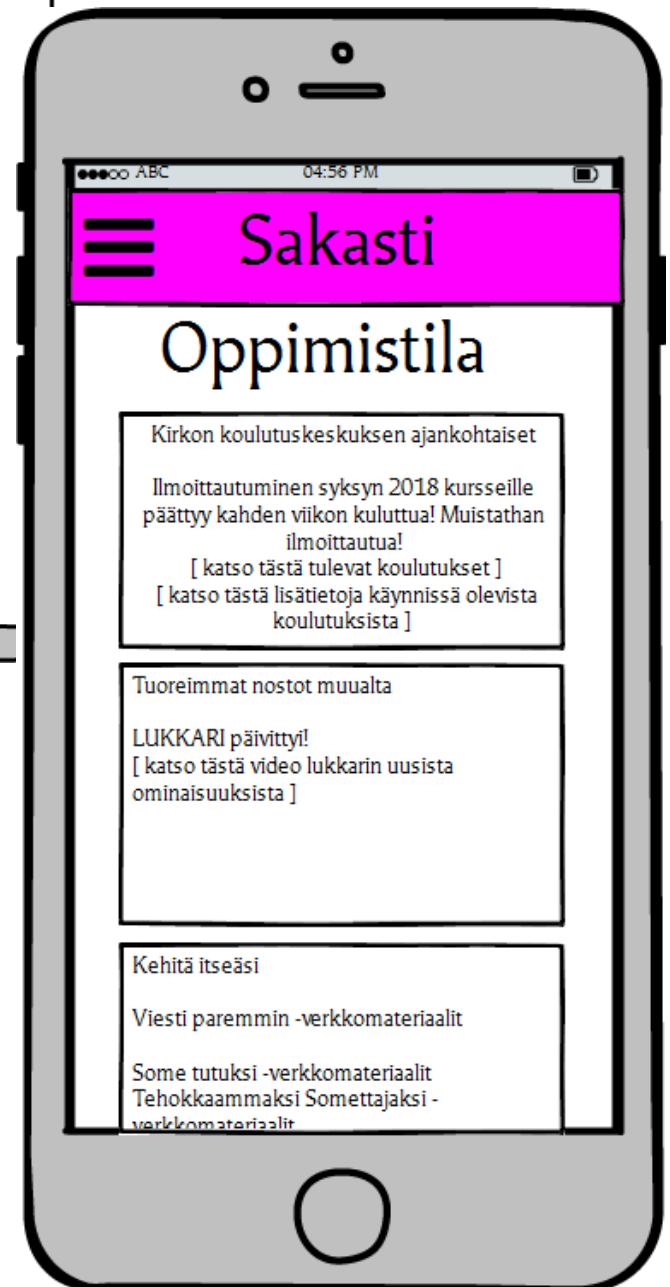 ABC 04:56 PM
Sakasti
Oppimistila
Kirkon koulutuskeskuksen ajankohtaiset
Ilmoittautuminen syksyn 2018 kursseille
päättyy kahden viikon kuluttua! Muistathan
ilmoittautua!
[ katso tästä tulevat koulutukset ]
[ katso tästä lisätietoja käynnissä olevista
koulutuksista ]
Tuoreimmat nostot muualta
LUKKARI päivittyi!
[ katso tästä video lukkarin uusista
ominaisuuksista ]
Kehitä itseäsi
Viesti paremmin -verkkomateriaalit
Some tutuksi -verkkomateriaalit
Tehokkaammaksi Somettajaksi -
verkkomateriaalit